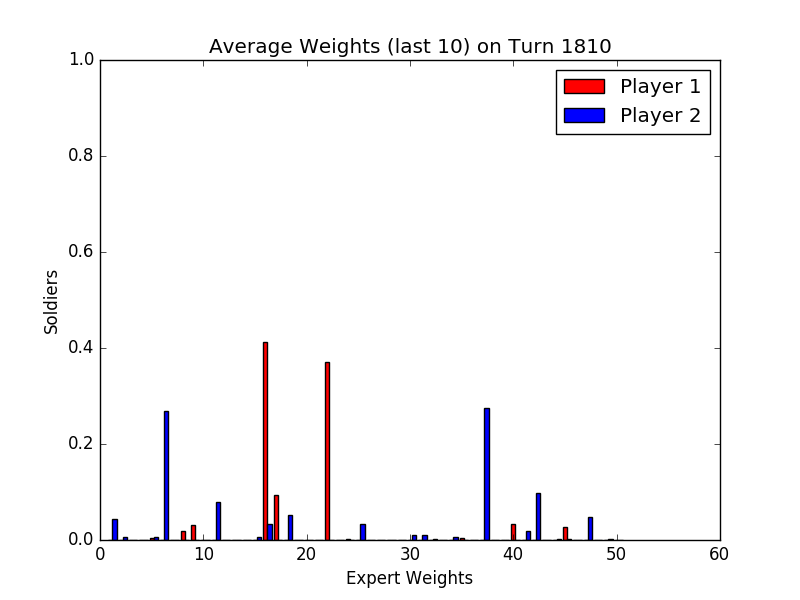 Average Weights (last 10) on Turn 1810
1.0
0.8
0.6
0.4
0.2
0.0
Soldiers
Player 1
Player 2
0 10 20 30 40 50 60
Expert Weights